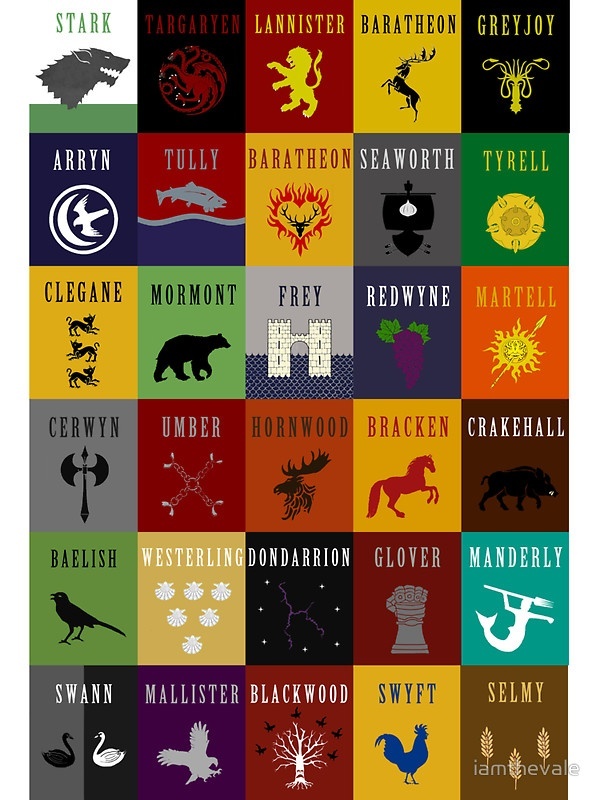 STARK TARGARYEN LANNISTER BARATHEON GREYJOY
ARRYN TULLY BARATHEON SEAWORTH TYRELL
CLEGANE MORMONT FREY REDWYNE MARTELL
CERWYN UMBER HORNWOOD BRACKEN CRAKEHALL
BAELISH WESTERLING DONDARRION GLOVER MANDERLY
SWANN MALLISTER BLACKWOOD SWYFT SELMY
iamthevale